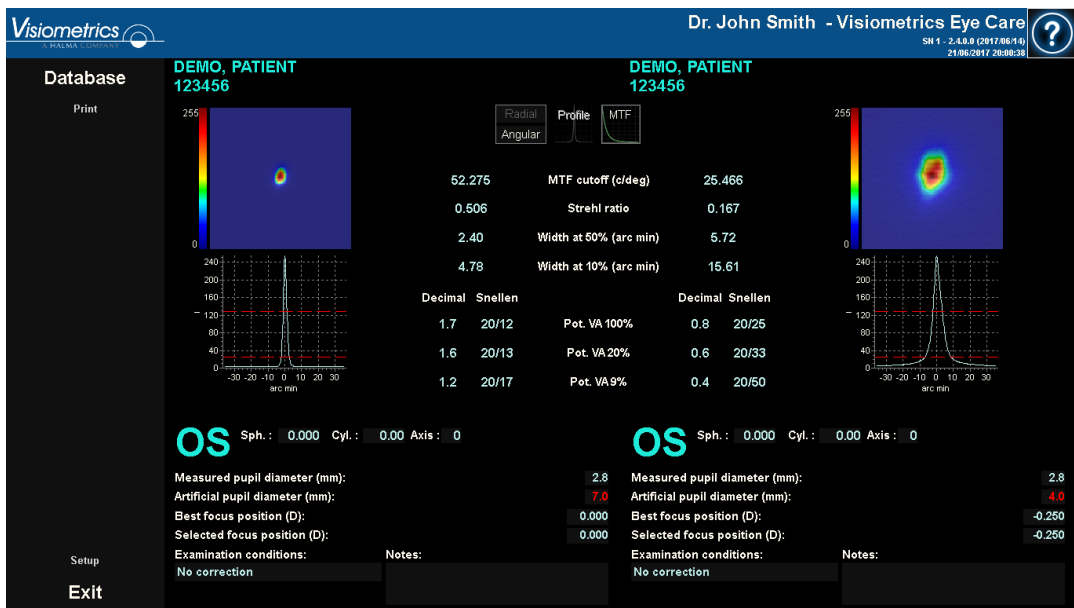 Visiometrics
A HALMA COMPANY
Dr. John Smith - Visiometrics Eye Care
SN 1 - 2.4.0.0 (2017/06/14)
21/06/2017 20:00:38
?
Database
Print
Setup
Exit
DEMO, PATIENT
123456
DEMO, PATIENT
123456
255
0
255
0
Radial
Angular
Profile
MTF
52.275 MTF cutoff (c/deg) 25.466
0.506 Strehl ratio 0.167
2.40 Width at 50% (arc min) 5.72
4.78 Width at 10% (arc min) 15.61
Decimal Snellen Decimal Snellen
1.7 20/12 Pot. VA 100% 0.8 20/25
1.6 20/13 Pot. VA 20% 0.6 20/33
1.2 20/17 Pot. VA 9% 0.4 20/50
240
200
160
120
80
40
0
-30 -20 -10 0 10 20 30
arc min
240
200
160
120
80
40
0
-30 -20 -10 0 10 20 30
arc min
OS Sph. : 0.000 Cyl. : 0.00 Axis : 0
Measured pupil diameter (mm): 2.8
Artificial pupil diameter (mm): 7.0
Best focus position (D): 0.000
Selected focus position (D): 0.000
Examination conditions: Notes:
No correction
OS Sph. : 0.000 Cyl. : 0.00 Axis : 0
Measured pupil diameter (mm): 2.8
Artificial pupil diameter (mm): 4.0
Best focus position (D): -0.250
Selected focus position (D): -0.250
Examination conditions: Notes:
No correction